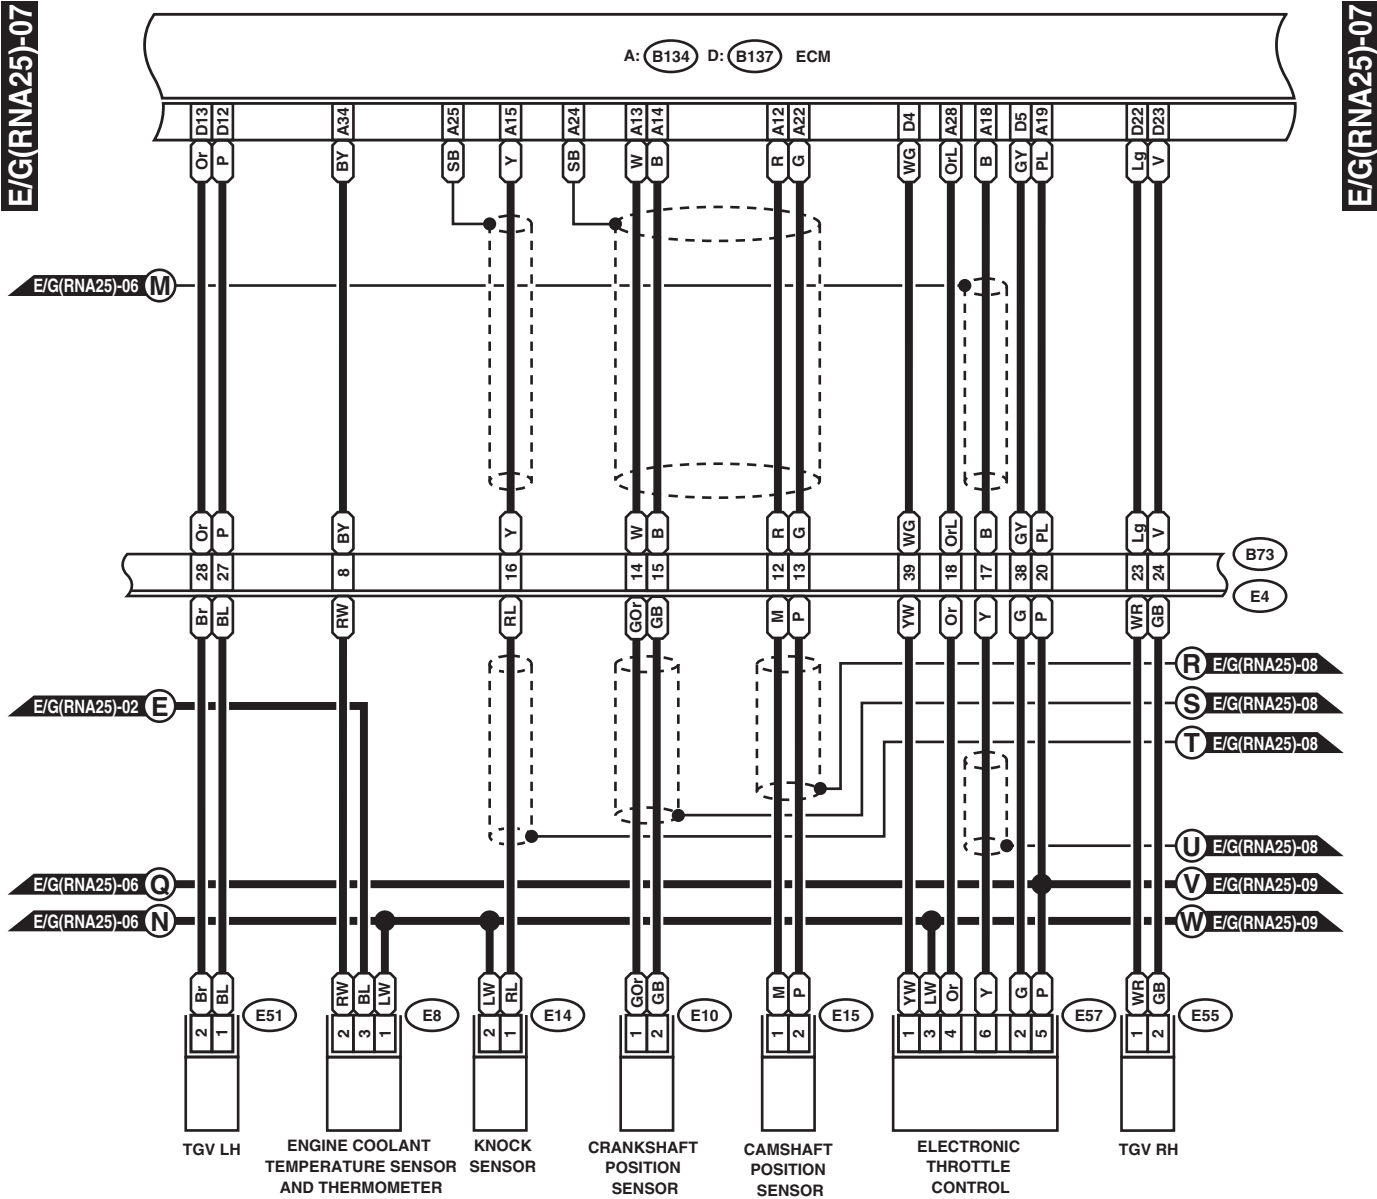 E/G(RNA25)-07
E/G(RNA25)-07
A: B134 D: B137 ECM
D13 D12 A34 A25 A15 A24 A13 A14 A12 A22 D4 A28 A18 D5 A19 D22 D23
Or P BY SB Y SB W B R G WG OrL B GY PL Lg V
E/G(RNA25)-06 M
Or P BY Y W B R G WG OrL B GY PL Lg V
B73
28 27 8 16 14 15 12 13 39 18 17 38 20 23 24
E4
Br BL RW RL GOr GB M P YW Or Y G P WR GB
R E/G(RNA25)-08
E/G(RNA25)-02 E
S E/G(RNA25)-08
T E/G(RNA25)-08
U E/G(RNA25)-08
E/G(RNA25)-06 Q
V E/G(RNA25)-09
E/G(RNA25)-06 N
W E/G(RNA25)-09
Br BL RW BL LW LW RL GOr GB M P YW LW Or Y G P WR GB
E51 E8 E14 E10 E15 E57 E55
2 1 2 3 1 2 1 1 2 1 2 1 3 4 6 2 5 1 2
TGV LH
ENGINE COOLANT
TEMPERATURE SENSOR
AND THERMOMETER
KNOCK
SENSOR
CRANKSHAFT
POSITION
SENSOR
CAMSHAFT
POSITION
SENSOR
ELECTRONIC
THROTTLE
CONTROL
TGV RH